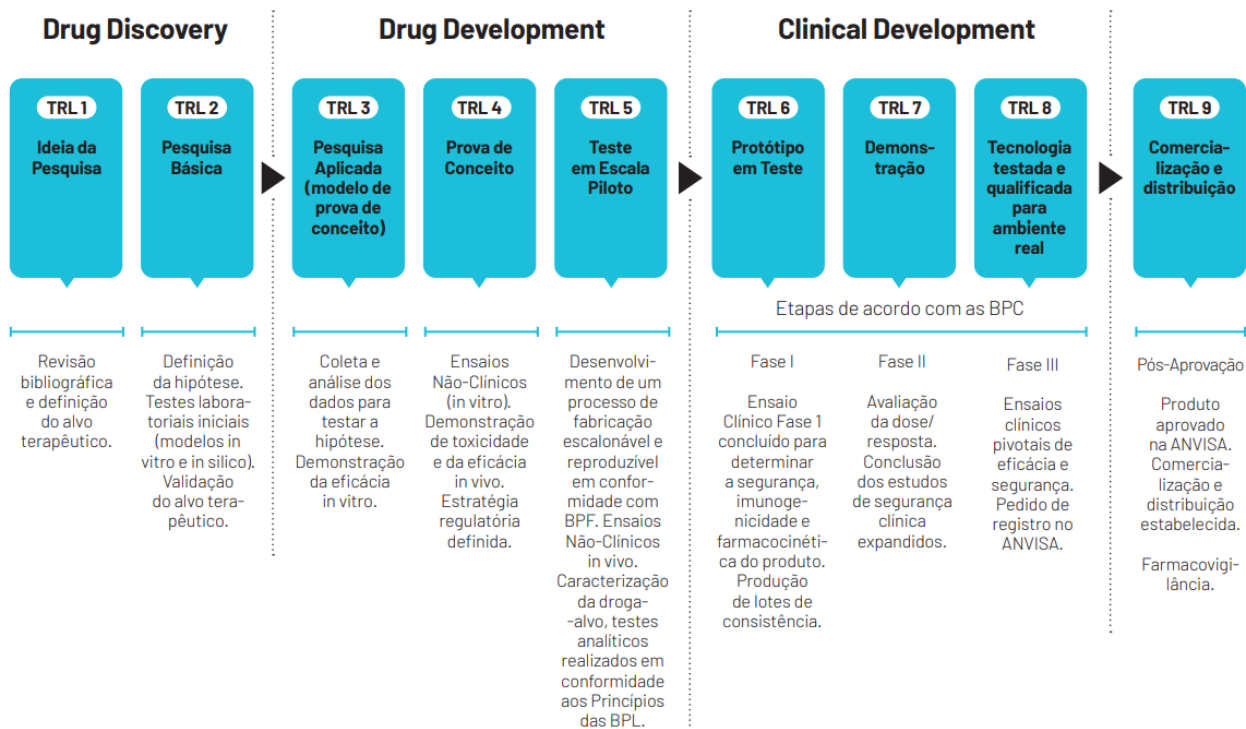 Drug Discovery
Drug Development
Clinical Development
TRL 1
Ideia da
Pesquisa
TRL 2
Pesquisa
Básica
TRL 3
Pesquisa
Aplicada
(modelo de
prova de
conceito)
TRL 4
Prova de
Conceito
TRL 5
Teste
em Escala
Piloto
TRL 6
Protótipo
em Teste
TRL 7
Demons-
tração
TRL 8
Tecnologia
testada e
qualificada
para
ambiente
real
TRL 9
Comercia-
lização e
distribuição
Etapas de acordo com as BPC
Revisão
bibliográfica
e definição
do alvo
terapêutico.
Definição
da hipótese.
Testes labora-
toriais iniciais
(modelos in
vitro e in silico).
Validação
do alvo tera-
pêutico.
Coleta e
análise dos
dados para
testar a
hipótese.
Demonstração
da eficácia
in vitro.
Ensaios
Não-Clínicos
(in vitro).
Demonstração
de toxicidade
e da eficácia
in vivo.
Estratégia
regulatória
definida.
Desenvolvi-
mento de um
processo de
fabricação
escalonável e
reproduzível
em confor-
midade com
BPF. Ensaios
Não-Clínicos
in vivo.
Caracterização
da droga-
-alvo, testes
analíticos
realizados em
conformidade
aos Princípios
das BPL.
Fase I
Ensaio
Clínico Fase 1
concluído para
determinar
a segurança,
imunoge-
nicidade e
farmacocinéti-
ca do produto.
Produção
de lotes de
consistência.
Fase II
Avaliação
da dose/
resposta.
Conclusão
dos estudos
de segurança
clínica
expandidos.
Fase III
Ensaios
clínicos
pivotais de
eficácia e
segurança.
Pedido de
registro no
ANVISA.
Pós-Aprovação
Produto
aprovado
na ANVISA.
Comercia-
lização e
distribuição
estabelecida.
Farmacovigi-
lância.